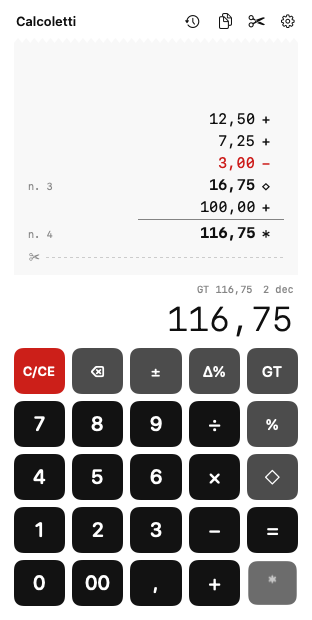 Calcoletti
12,50 +
7,25 +
3,00 −
n. 3 16,75 ◇
100,00 +
n. 4 116,75 *
GT 116,75 2 dec
116,75
C/CE ⌫ ± Δ% GT
7 8 9 ÷ %
4 5 6 × ◇
1 2 3 − =
0 00 , + *